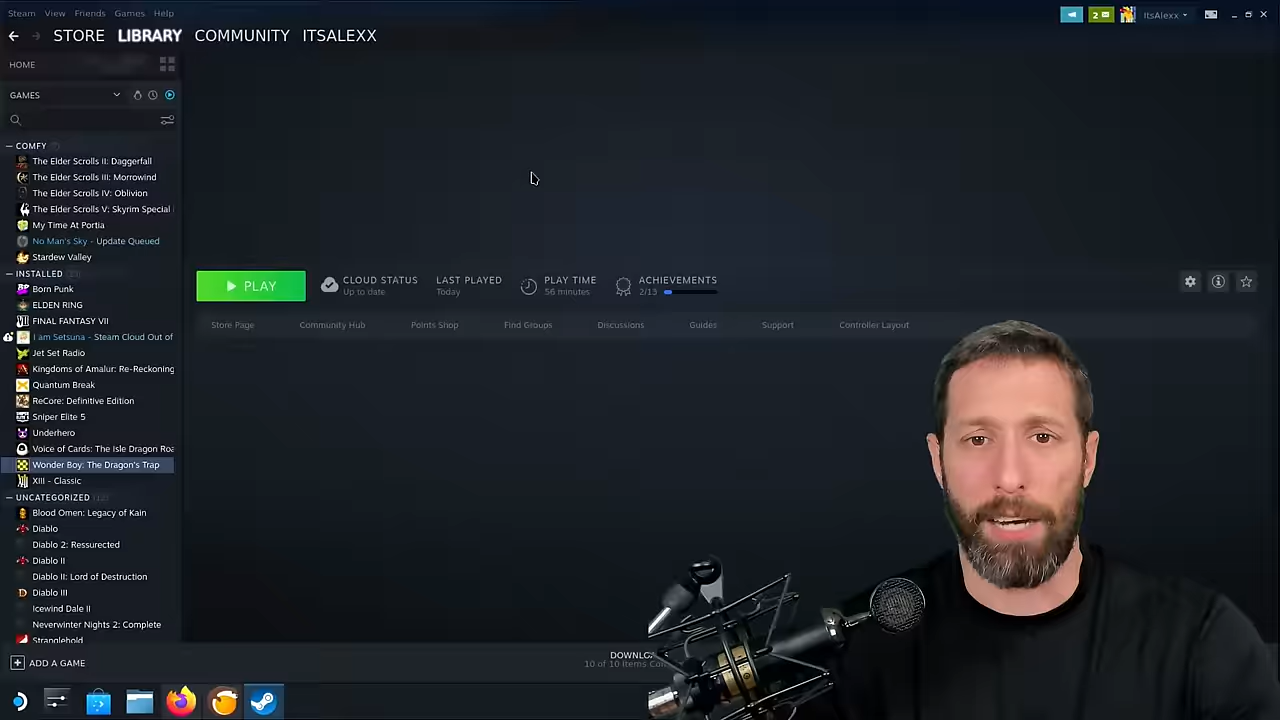 Steam View Friends Games Help
2
ItsAlexx
STORE LIBRARY COMMUNITY ITSALEXX
HOME
GAMES
COMFY
The Elder Scrolls II: Daggerfall
The Elder Scrolls III: Morrowind
The Elder Scrolls IV: Oblivion
The Elder Scrolls V: Skyrim Special
My Time At Portia
No Man's Sky - Update Queued
Stardew Valley
INSTALLED
Born Punk
ELDEN RING
FINAL FANTASY VII
I am Setsuna - Steam Cloud Out of
Jet Set Radio
Kingdoms of Amalur: Re-Reckoning
Quantum Break
ReCore: Definitive Edition
Sniper Elite 5
Underhero
Voice of Cards: The Isle Dragon Roa
Wonder Boy: The Dragon's Trap
XIII - Classic
UNCATEGORIZED
Blood Omen: Legacy of Kain
Diablo
Diablo 2: Ressurected
Diablo II
Diablo II: Lord of Destruction
Diablo III
Icewind Dale II
Neverwinter Nights 2: Complete
Stranglehold
ADD A GAME
PLAY
CLOUD STATUS
Up to date
LAST PLAYED
Today
PLAY TIME
56 minutes
ACHIEVEMENTS
2/13
Store Page Community Hub Points Shop Find Groups Discussions Guides Support Controller Layout
10 of 10 Items